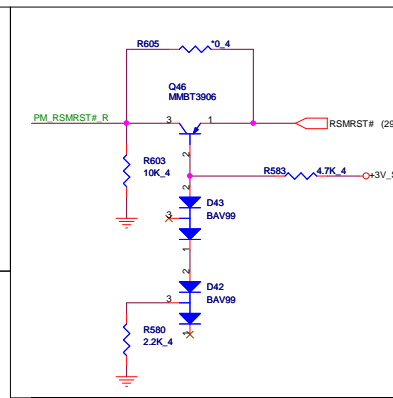 R605 *0_4
Q46
MMBT3906
PM_RSMRST#_R 3 1 RSMRST# (29
2
R603
10K_4
R583 4.7K_4 +3V_S
2
D43
3 BAV99
1
2
D42
3 BAV99
1
R580
2.2K_4